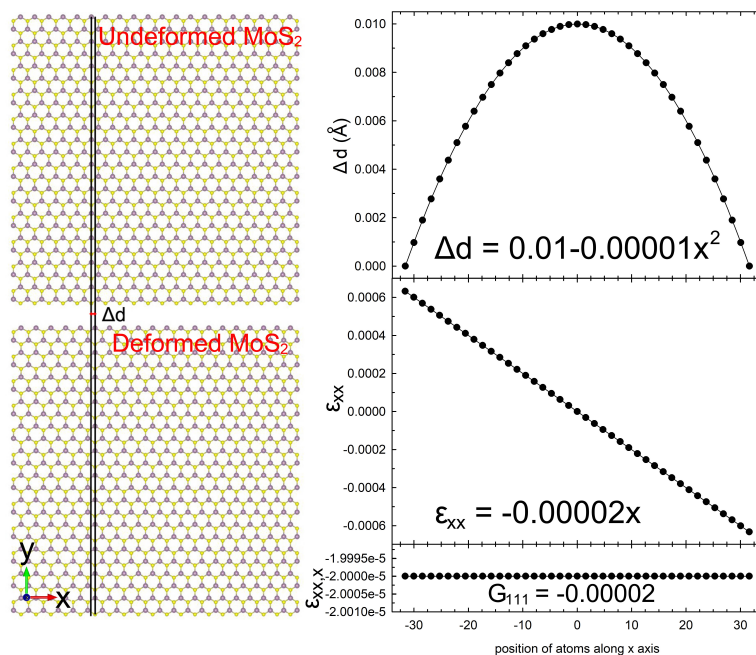 Undeformed MoS₂
Δd
Deformed MoS₂
y
x
0.010
0.008
0.006
0.004
0.002
0.000
Δ d (Å)
Δd = 0.01-0.00001x²
0.0006
0.0004
0.0002
0.0000
-0.0002
-0.0004
-0.0006
εxx
εxx = -0.00002x
-1.9995e-5
-2.0000e-5
-2.0005e-5
-2.0010e-5
εxx,x
G₁₁₁ = -0.00002
-30 -20 -10 0 10 20 30
position of atoms along x axis